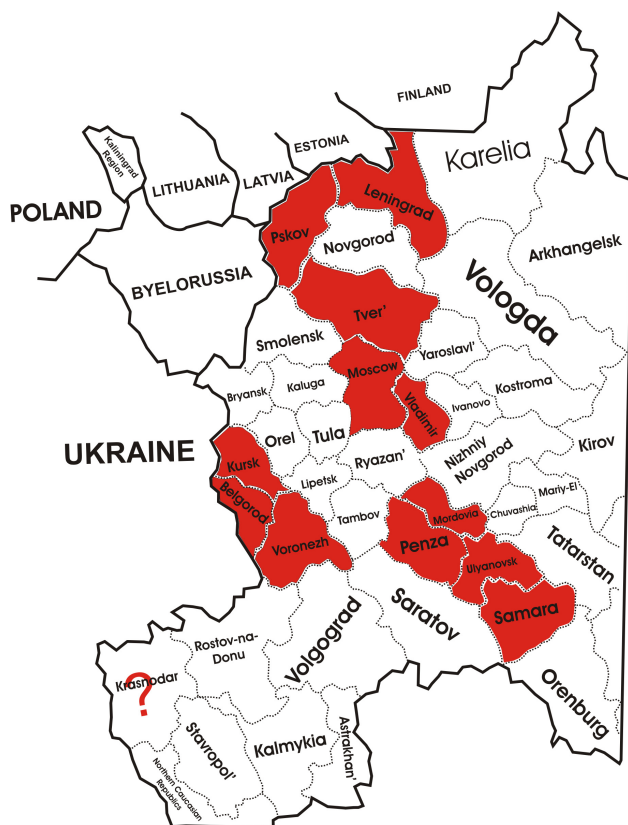 FINLAND
Kaliningrad
Region
ESTONIA
Karelia
LITHUANIA
LATVIA
Leningrad
POLAND
Pskov
Novgorod
Arkhangelsk
BYELORUSSIA
Vologda
Tver'
Smolensk
Yaroslavl'
Moscow
Bryansk
Kaluga
Vladimir
Ivanovo
Kostroma
UKRAINE
Orel
Tula
Kursk
Ryazan'
Nizhniy
Novgorod
Kirov
Lipetsk
Belgorod
Mariy-El
Tambov
Mordovia
Chuvashia
Voronezh
Penza
Ulyanovsk
Tatarstan
Saratov
Samara
Rostov-na-
Donu
Volgograd
Krasnodar
?
Orenburg
Stavropol'
Kalmykia
Astrakhan'
Northern Caucasian
Republics